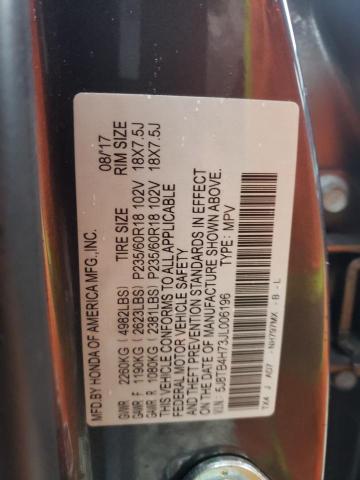 MFD. BY HONDA OF AMERICA MFG., INC. 08/17
TIRE SIZE RIM SIZE
GVWR 2260KG (4982LBS)
GAWR F 1190KG (2623LBS) P235/60R18 102V 18X7.5J
GAWR R 1080KG (2381LBS) P235/60R18 102V 18X7.5J
THIS VEHICLE CONFORMS TO ALL APPLICABLE
FEDERAL MOTOR VEHICLE SAFETY
AND THEFT PREVENTION STANDARDS IN EFFECT
ON THE DATE OF MANUFACTURE SHOWN ABOVE.
V.I.N.: 5J8TB4H73JL006196 TYPE: MPV
TX4 J AD7 - NH797MX - B - L